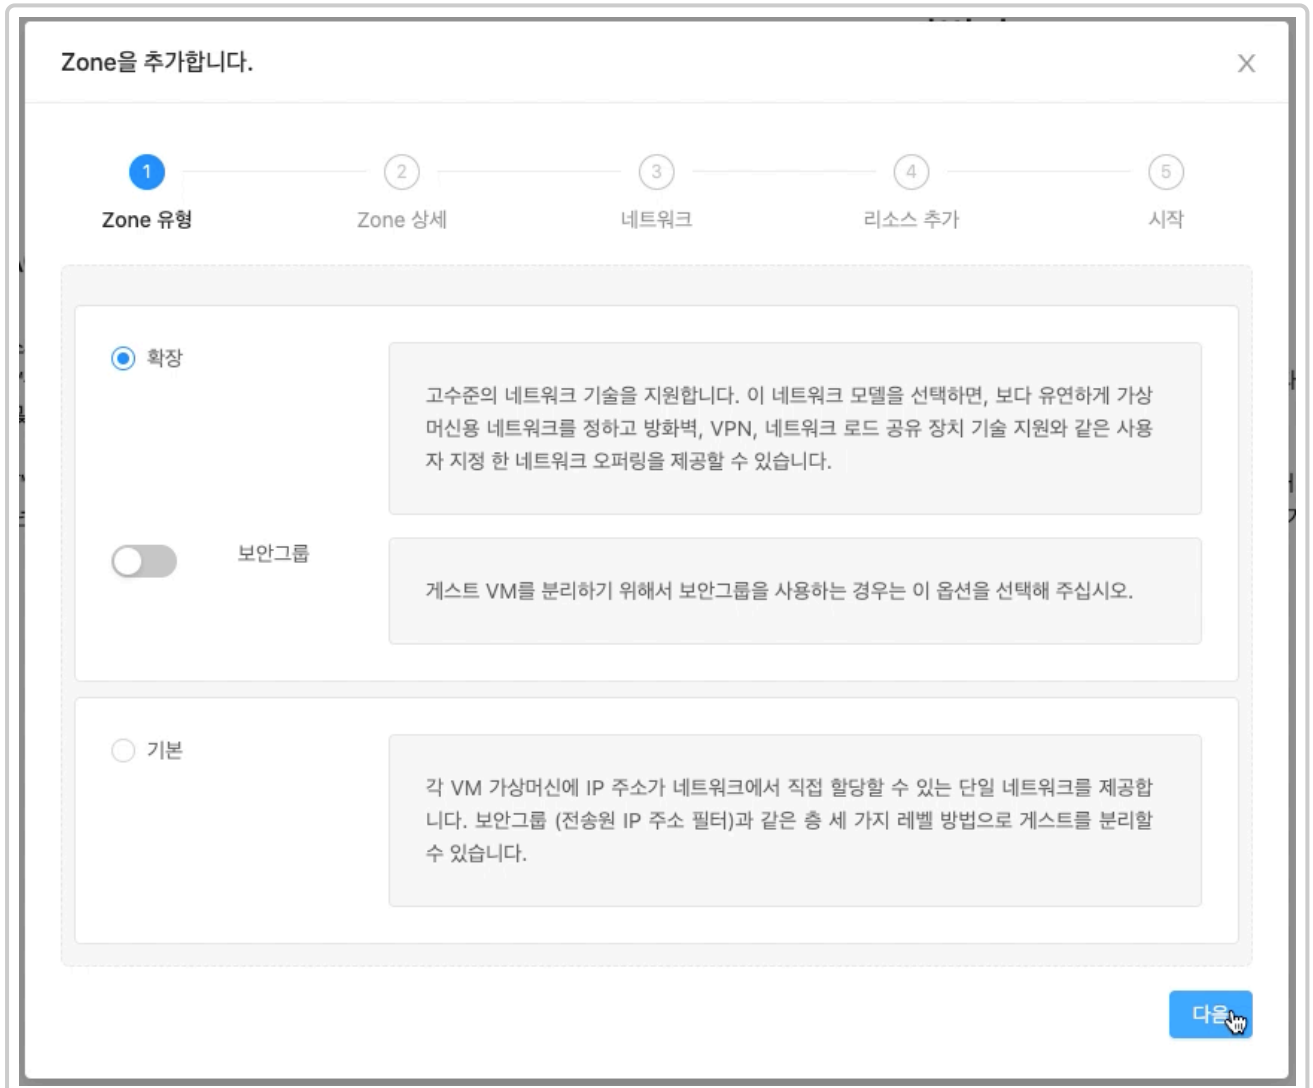 Zone을 추가합니다.
X
1
2
3
4
5
Zone 유형
Zone 상세
네트워크
리소스 추가
시작
확장
고수준의 네트워크 기술을 지원합니다. 이 네트워크 모델을 선택하면, 보다 유연하게 가상
머신용 네트워크를 정하고 방화벽, VPN, 네트워크 로드 공유 장치 기술 지원와 같은 사용
자 지정 한 네트워크 오퍼링을 제공할 수 있습니다.
보안그룹
게스트 VM를 분리하기 위해서 보안그룹을 사용하는 경우는 이 옵션을 선택해 주십시오.
기본
각 VM 가상머신에 IP 주소가 네트워크에서 직접 할당할 수 있는 단일 네트워크를 제공합
니다. 보안그룹 (전송원 IP 주소 필터)과 같은 층 세 가지 레벨 방법으로 게스트를 분리할
수 있습니다.
다음